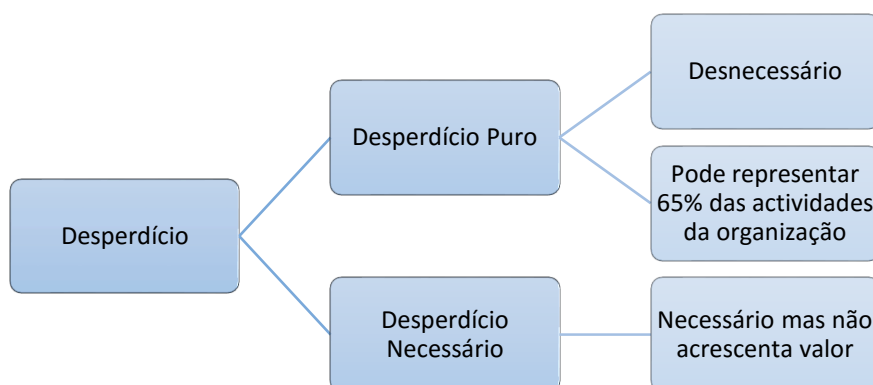 Desperdício
Desperdício Puro
Desnecessário
Pode representar
65% das actividades
da organização
Desperdício
Necessário
Necessário mas não
acrescenta valor